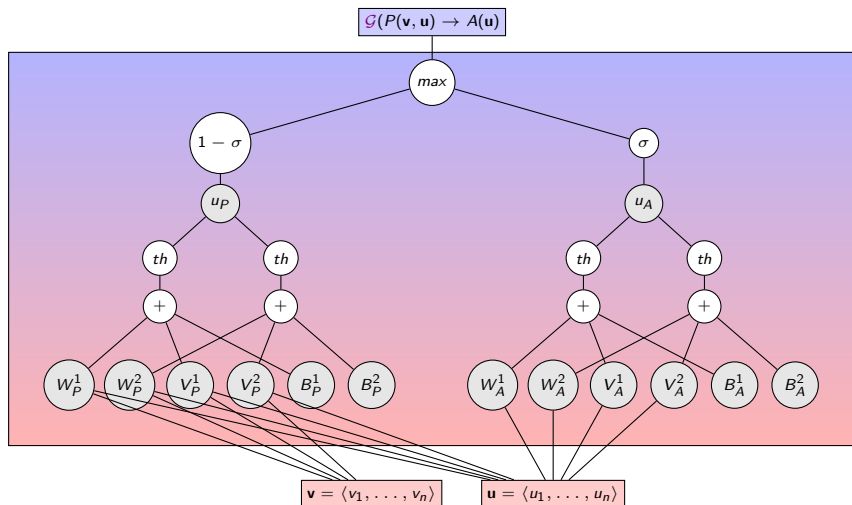 𝒢(P(𝐯, 𝐮) → A(𝐮)
max
1 − σ σ
u_P u_A
th th th th
+ + + +
W_P^1 W_P^2 V_P^1 V_P^2 B_P^1 B_P^2 W_A^1 W_A^2 V_A^1 V_A^2 B_A^1 B_A^2
𝐯 = ⟨v_1, . . . , v_n⟩ 𝐮 = ⟨u_1, . . . , u_n⟩